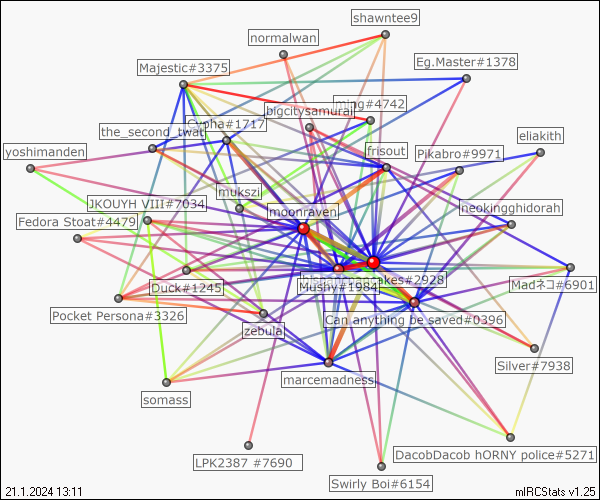 shawntee9
normalwan
Eg.Master#1378
Majestic#3375
ming#4742
bigcitysamurai
Cypha#1717
the_second_twat
eliakith
frisout
yoshimanden
Pikabro#9971
mukszi
JKOUYH VIII#7034
moonraven
neokingghidorah
Fedora Stoat#4479
pancakes#2928
Mushy#1984
Duck#1245
Madネコ#6901
Pocket Persona#3326
Can anything be saved#0396
zebula
Silver#7938
marcemadness
somass
DacobDacob hORNY police#5271
LPK2387 #7690
Swirly Boi#6154
21.1.2024 13:11
mIRCStats v1.25